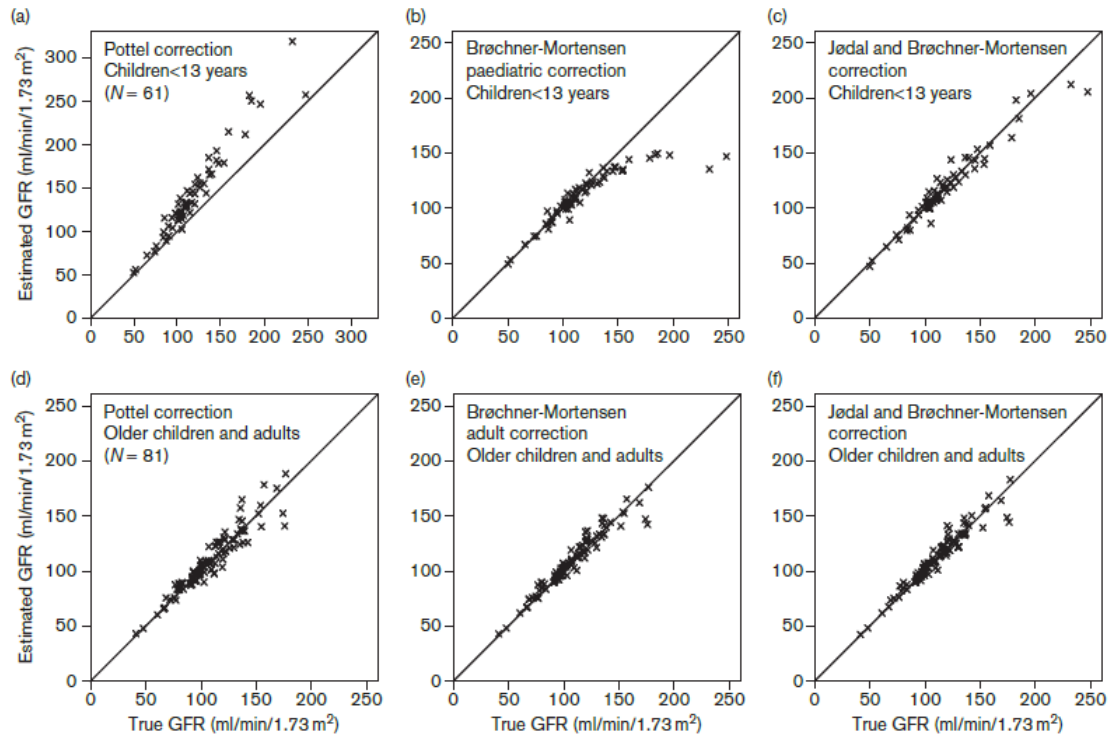 (a)
Pottel correction
Children<13 years
(N = 61)
Estimated GFR (ml/min/1.73 m²)
300
250
200
150
100
50
0
0 50 100 150 200 250 300
(b)
Brøchner-Mortensen
paediatric correction
Children<13 years
250
200
150
100
50
0
0 50 100 150 200 250
(c)
Jødal and Brøchner-Mortensen
correction
Children<13 years
250
200
150
100
50
0
0 50 100 150 200 250
(d)
Pottel correction
Older children and adults
(N = 81)
Estimated GFR (ml/min/1.73 m²)
250
200
150
100
50
0
0 50 100 150 200 250
True GFR (ml/min/1.73 m²)
(e)
Brøchner-Mortensen
adult correction
Older children and adults
250
200
150
100
50
0
0 50 100 150 200 250
True GFR (ml/min/1.73 m²)
(f)
Jødal and Brøchner-Mortensen
correction
Older children and adults
250
200
150
100
50
0
0 50 100 150 200 250
True GFR (ml/min/1.73 m²)